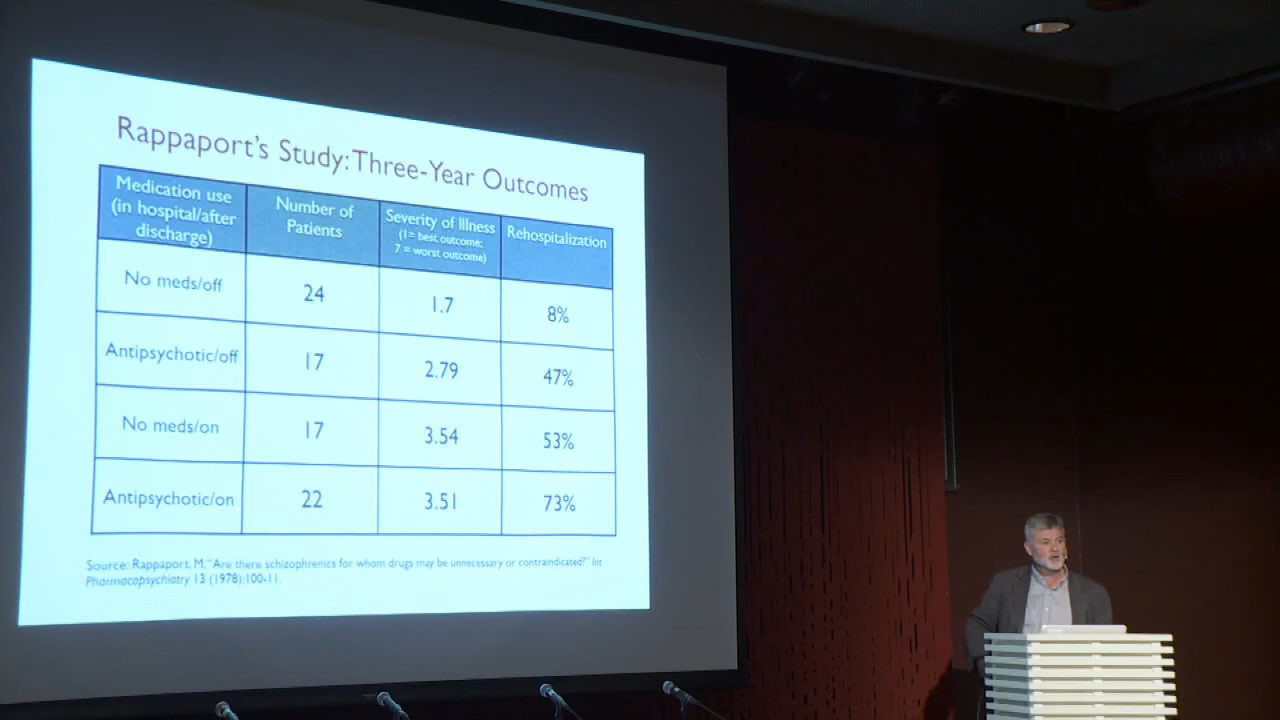 Rappaport's Study: Three-Year Outcomes
Medication use
(in hospital/after
discharge)
Number of
Patients
Severity of Illness
(1= best outcome;
7 = worst outcome)
Rehospitalization
No meds/off
24
1.7
8%
Antipsychotic/off
17
2.79
47%
No meds/on
17
3.54
53%
Antipsychotic/on
22
3.51
73%
Source: Rappaport, M. "Are there schizophrenics for whom drugs may be unnecessary or contraindicated?" Int
Pharmacopsychiatry 13 (1978):100-11.